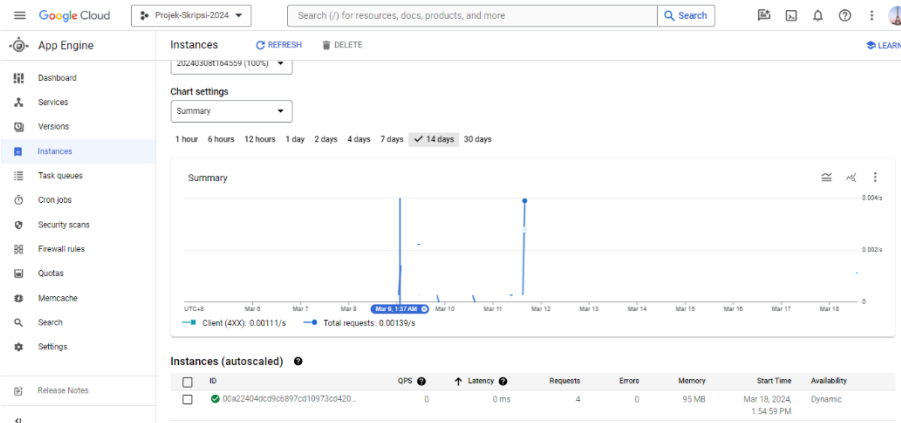 Google Cloud
Projek-Skripsi-2024
Search (/) for resources, docs, products, and more
Search
App Engine
Instances
REFRESH
DELETE
LEARN
Dashboard
Services
Versions
Instances
Task queues
Cron jobs
Security scans
Firewall rules
Quotas
Memcache
Search
Settings
Release Notes
20240308t164559 (100%)
Chart settings
Summary
1 hour 6 hours 12 hours 1 day 2 days 4 days 7 days 14 days 30 days
Summary
0.004/s
0.002/s
0
UTC+8 Mar 6 Mar 7 Mar 8 Mar 9, 1:37 AM Mar 10 Mar 11 Mar 12 Mar 13 Mar 14 Mar 15 Mar 16 Mar 17 Mar 18
Client (4XX): 0.00111/s Total requests: 0.00139/s
Instances (autoscaled)
ID QPS Latency Requests Errors Memory Start Time Availability
00a22404dcd9c6897cd10973cd420... 0 0 ms 4 0 95 MB Mar 18, 2024, 1:54:59 PM Dynamic